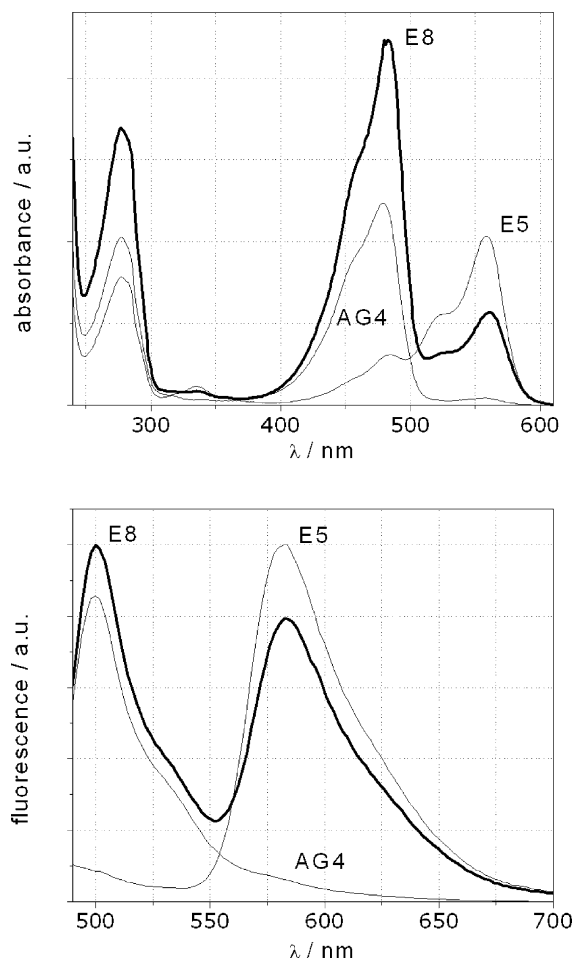 E8
E5
AG4
absorbance / a.u.
300 400 500 600
λ / nm
E8 E5
AG4
fluorescence / a.u.
500 550 600 650 700
λ / nm